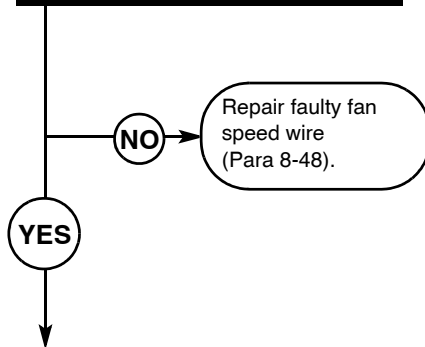 NO
Repair faulty fan
speed wire
(Para 8-48).
YES